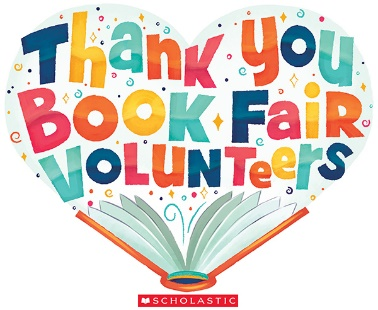 Thank you
BOOK Fair
VOLUNTeers
SCHOLASTIC